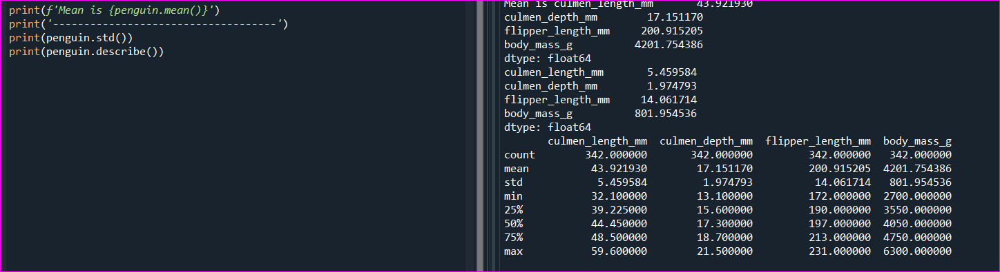 print(f'Mean is {penguin.mean()}')
print('------------------------------------')
print(penguin.std())
print(penguin.describe())
Mean is culmen_length_mm       43.921930
culmen_depth_mm        17.151170
flipper_length_mm     200.915205
body_mass_g          4201.754386
dtype: float64
culmen_length_mm       5.459584
culmen_depth_mm        1.974793
flipper_length_mm     14.061714
body_mass_g          801.954536
dtype: float64
       culmen_length_mm  culmen_depth_mm  flipper_length_mm  body_mass_g
count        342.000000       342.000000         342.000000   342.000000
mean          43.921930        17.151170         200.915205  4201.754386
std            5.459584         1.974793          14.061714   801.954536
min           32.100000        13.100000         172.000000  2700.000000
25%           39.225000        15.600000         190.000000  3550.000000
50%           44.450000        17.300000         197.000000  4050.000000
75%           48.500000        18.700000         213.000000  4750.000000
max           59.600000        21.500000         231.000000  6300.000000